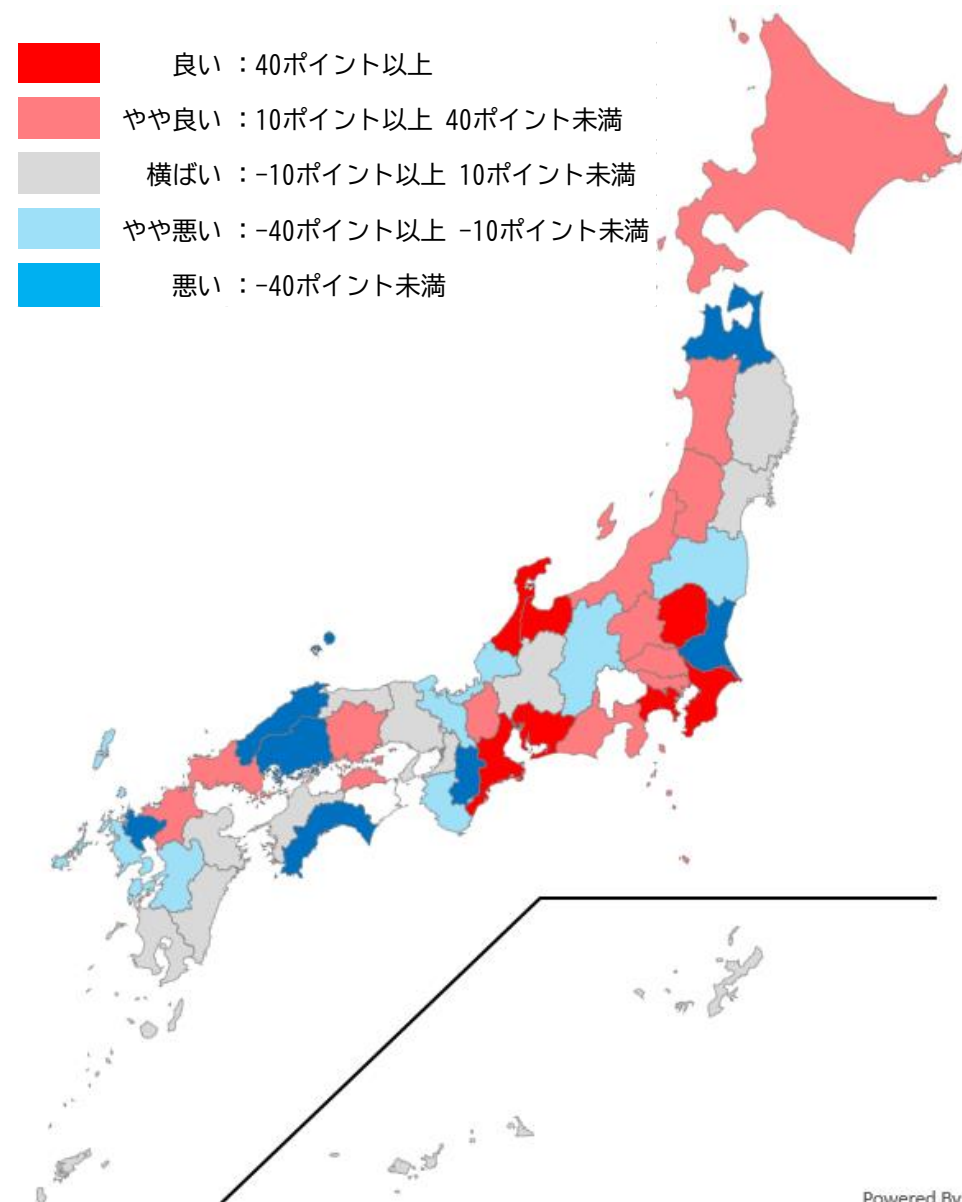 良い：40ポイント以上
やや良い：10ポイント以上 40ポイント未満
横ばい：-10ポイント以上 10ポイント未満
やや悪い：-40ポイント以上 -10ポイント未満
悪い：-40ポイント未満
Powered By